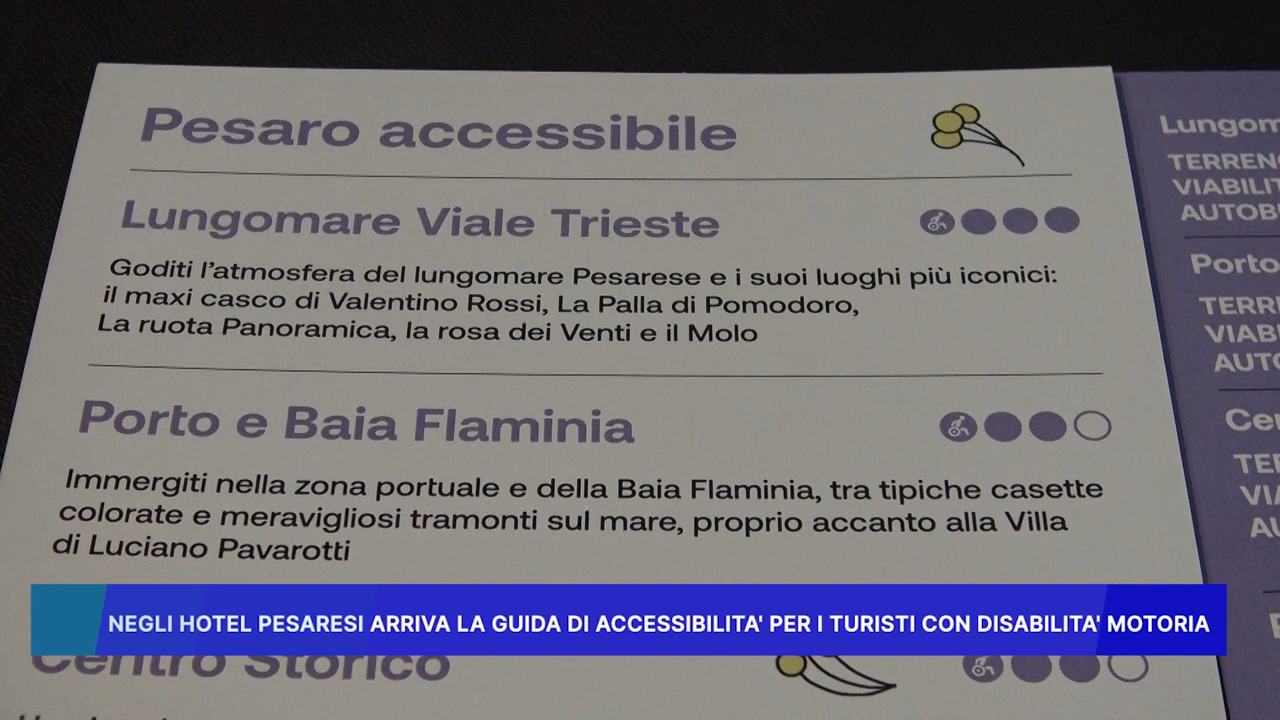 Pesaro accessibile
Lungomare Viale Trieste
Goditi l'atmosfera del lungomare Pesarese e i suoi luoghi più iconici:
il maxi casco di Valentino Rossi, La Palla di Pomodoro,
La ruota Panoramica, la rosa dei Venti e il Molo
Porto e Baia Flaminia
Immergiti nella zona portuale e della Baia Flaminia, tra tipiche casette
colorate e meravigliosi tramonti sul mare, proprio accanto alla Villa
di Luciano Pavarotti
NEGLI HOTEL PESARESI ARRIVA LA GUIDA DI ACCESSIBILITA' PER I TURISTI CON DISABILITA' MOTORIA
Centro Storico
Porto